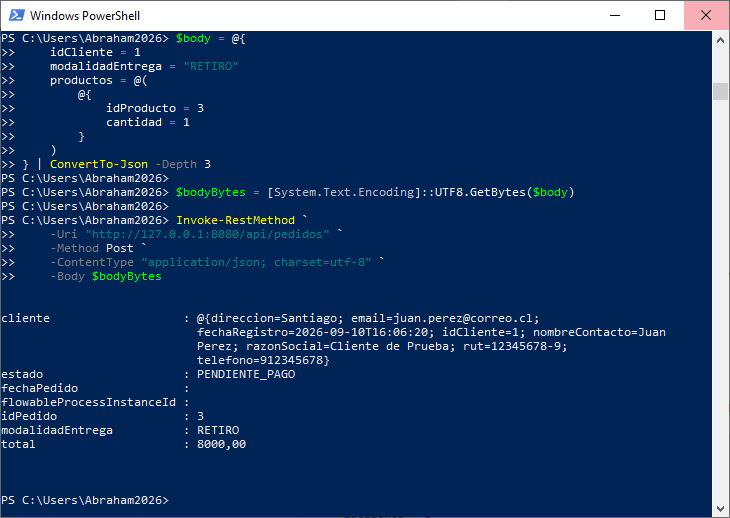 Windows PowerShell
PS C:\Users\Abraham2026> $body = @{
>>     idCliente = 1
>>     modalidadEntrega = "RETIRO"
>>     productos = @(
>>         @{
>>             idProducto = 3
>>             cantidad = 1
>>         }
>>     )
>> } | ConvertTo-Json -Depth 3
PS C:\Users\Abraham2026>
PS C:\Users\Abraham2026> $bodyBytes = [System.Text.Encoding]::UTF8.GetBytes($body)
PS C:\Users\Abraham2026>
PS C:\Users\Abraham2026> Invoke-RestMethod `
>>     -Uri "http://127.0.0.1:8080/api/pedidos" `
>>     -Method Post `
>>     -ContentType "application/json; charset=utf-8" `
>>     -Body $bodyBytes
cliente                   : @{direccion=Santiago; email=juan.perez@correo.cl;
                            fechaRegistro=2026-09-10T16:06:20; idCliente=1; nombreContacto=Juan
                            Perez; razonSocial=Cliente de Prueba; rut=12345678-9;
                            telefono=912345678}
estado                    : PENDIENTE_PAGO
fechaPedido               :
flowableProcessInstanceId :
idPedido                  : 3
modalidadEntrega          : RETIRO
total                     : 8000,00
PS C:\Users\Abraham2026>